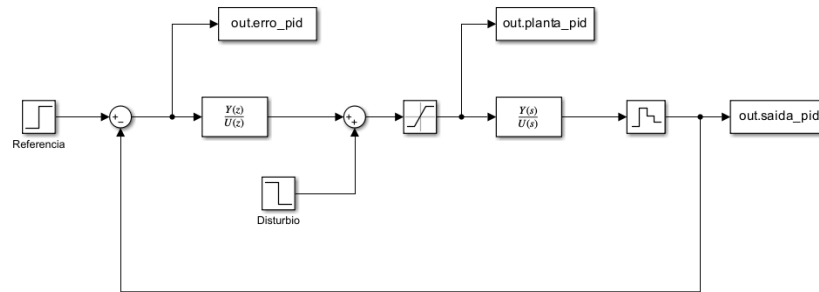 out.erro_pid
out.planta_pid
Referencia
+
−
Y(z)
U(z)
+
+
Y(s)
U(s)
out.saida_pid
Disturbio